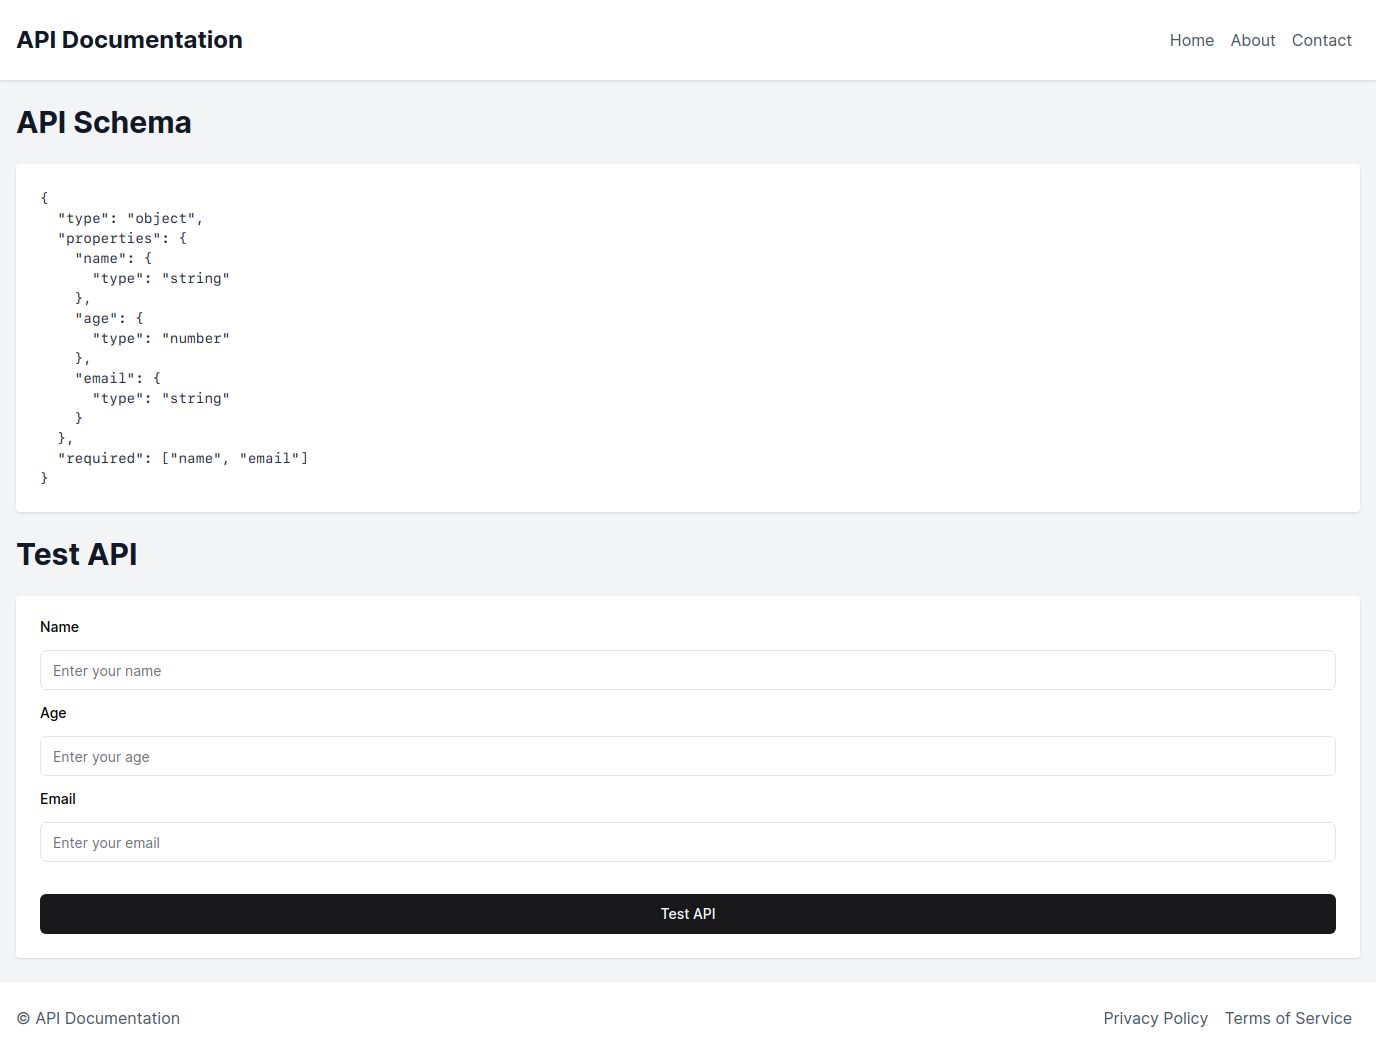 API Documentation
Home About Contact
API Schema
{
  "type": "object",
  "properties": {
    "name": {
      "type": "string"
    },
    "age": {
      "type": "number"
    },
    "email": {
      "type": "string"
    }
  },
  "required": ["name", "email"]
}
Test API
Name
Enter your name
Age
Enter your age
Email
Enter your email
Test API
© API Documentation
Privacy Policy Terms of Service